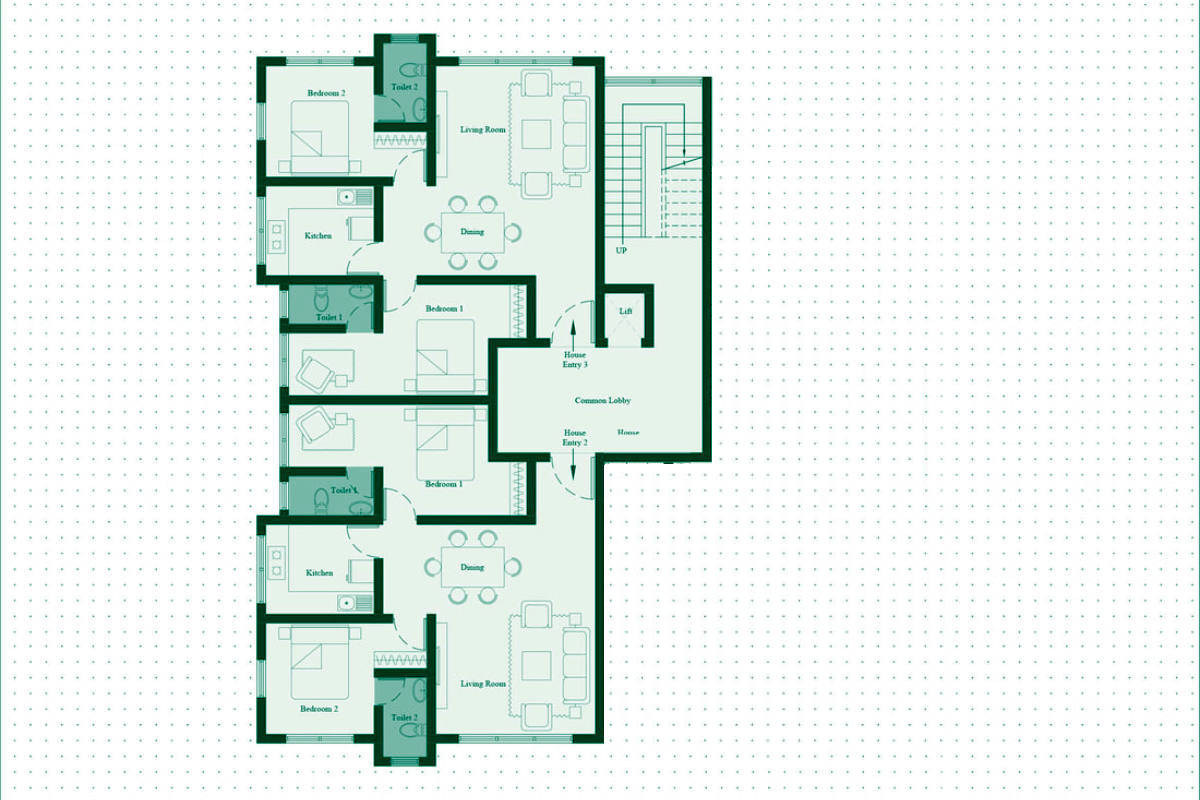 Bedroom 2
Toilet 2
Living Room
Kitchen
Dining
UP
Toilet 1
Bedroom 1
Lift
House
Entry 3
Common Lobby
House
Entry 2
House
Toilet 1
Bedroom 1
Kitchen
Dining
Living Room
Bedroom 2
Toilet 2